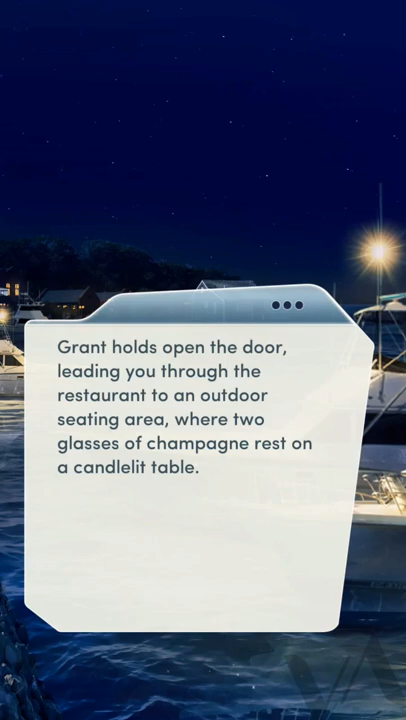 Grant holds open the door,
leading you through the
restaurant to an outdoor
seating area, where two
glasses of champagne rest on
a candlelit table.